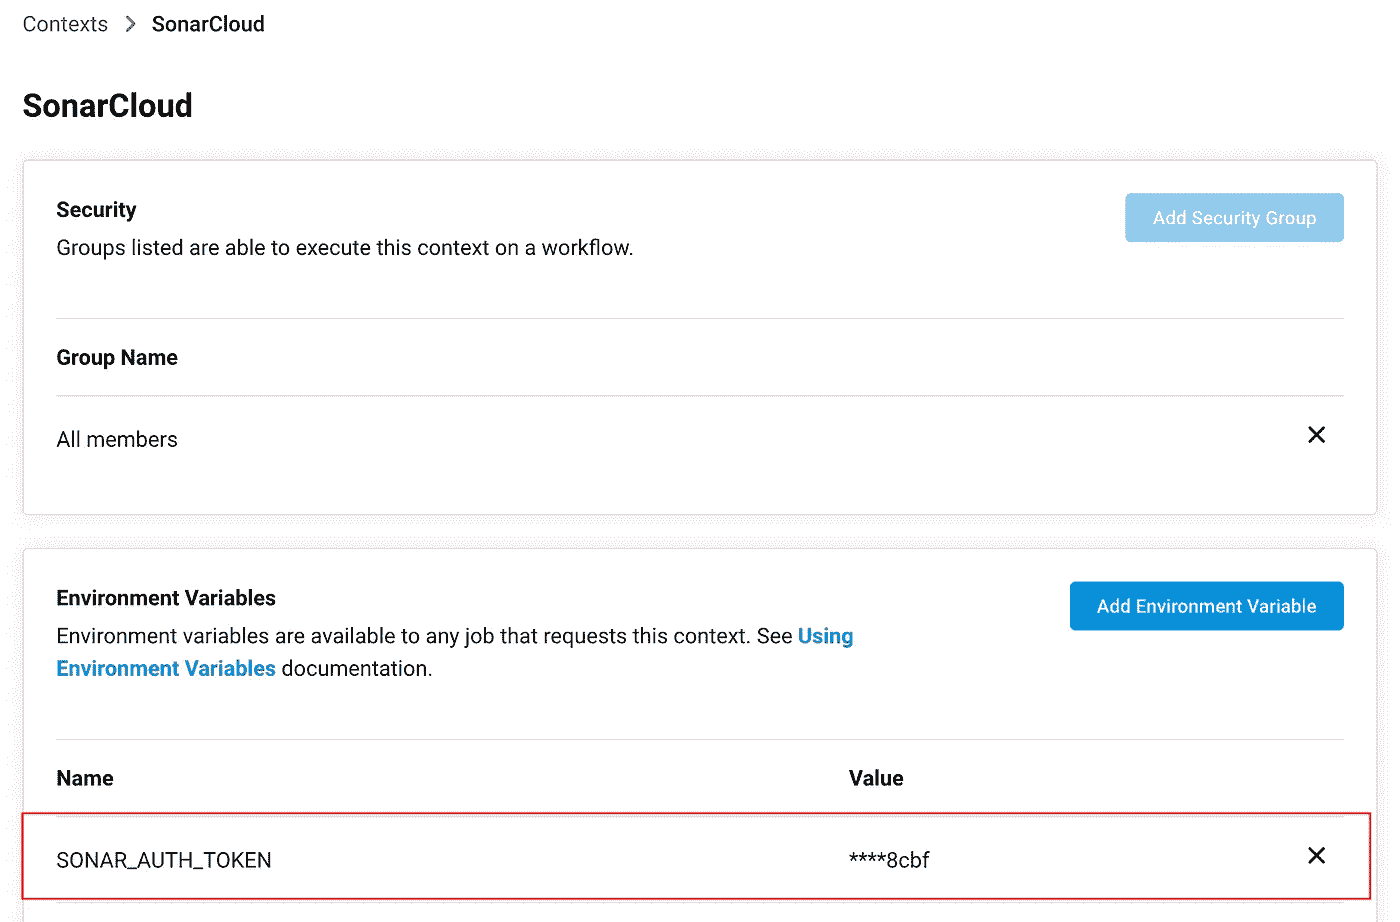 Contexts > SonarCloud
SonarCloud
Security
Add Security Group
Groups listed are able to execute this context on a workflow.
Group Name
All members
Environment Variables
Add Environment Variable
Environment variables are available to any job that requests this context. See Using
Environment Variables documentation.
Name Value
SONAR_AUTH_TOKEN ****8cbf